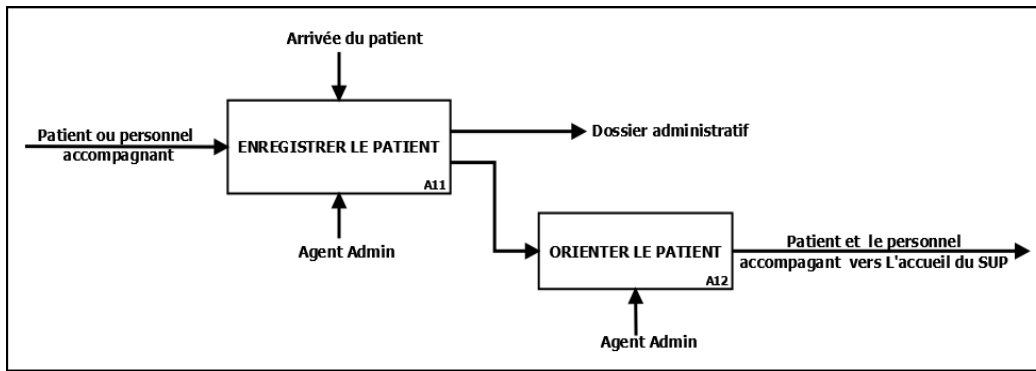 Arrivée du patient
Patient ou personnel
accompagnant
ENREGISTRER LE PATIENT
A11
Dossier administratif
Agent Admin
ORIENTER LE PATIENT
A12
Patient et le personnel
accompagant vers L'accueil du SUP
Agent Admin